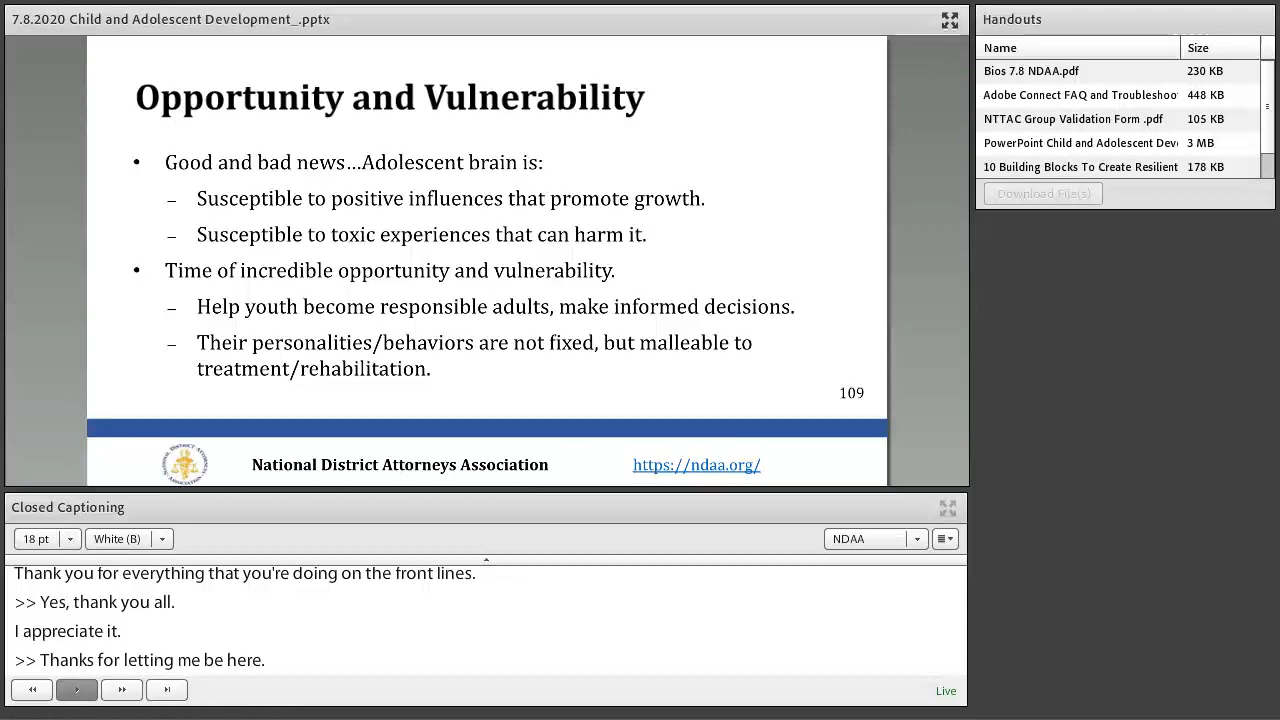 7.8.2020 Child and Adolescent Development_.pptx
Opportunity and Vulnerability
• Good and bad news...Adolescent brain is:
– Susceptible to positive influences that promote growth.
– Susceptible to toxic experiences that can harm it.
• Time of incredible opportunity and vulnerability.
– Help youth become responsible adults, make informed decisions.
– Their personalities/behaviors are not fixed, but malleable to
treatment/rehabilitation.
109
NATIONAL DISTRICT ATTORNEYS ASSOCIATION
National District Attorneys Association https://ndaa.org/
Handouts
Name Size
Bios 7.8 NDAA.pdf 230 KB
Adobe Connect FAQ and Troubleshoo 448 KB
NTTAC Group Validation Form .pdf 105 KB
PowerPoint Child and Adolescent Dev 3 MB
10 Building Blocks To Create Resilient 178 KB
Download File(s)
Closed Captioning
18 pt White (B) NDAA
Thank you for everything that you're doing on the front lines.
>> Yes, thank you all.
I appreciate it.
>> Thanks for letting me be here.
Live